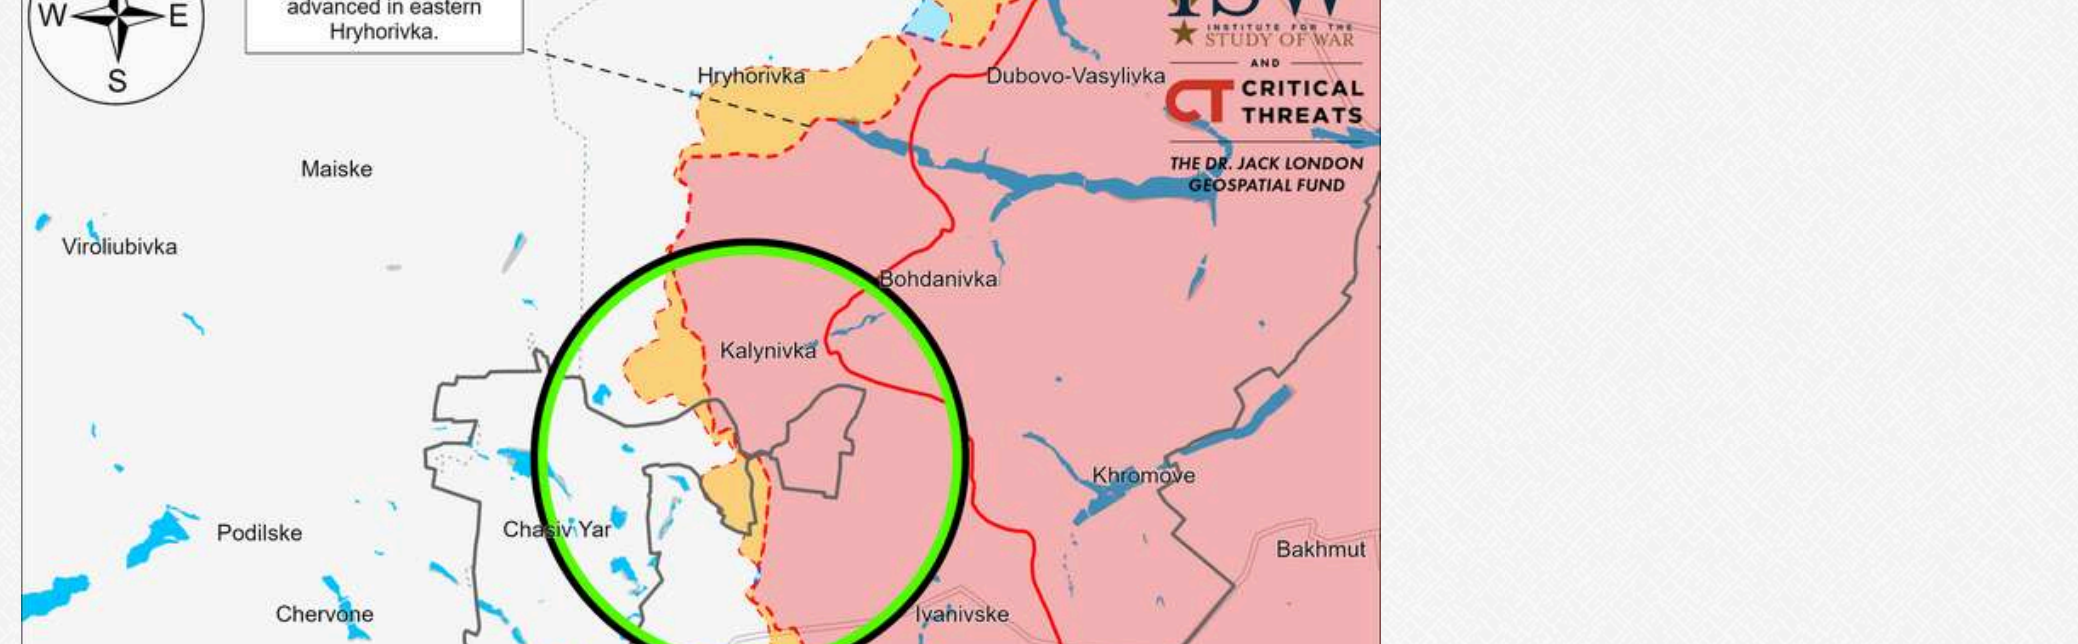 W
E
S
advanced in eastern
Hryhorivka.
INSTITUTE FOR THE
STUDY OF WAR
AND
CRITICAL
THREATS
THE DR. JACK LONDON
GEOSPATIAL FUND
Hryhorivka
Dubovo-Vasylivka
Maiske
Viroliubivka
Bohdanivka
Kalynivka
Khromove
Chasiv Yar
Podilske
Bakhmut
Chervone
Ivanivske